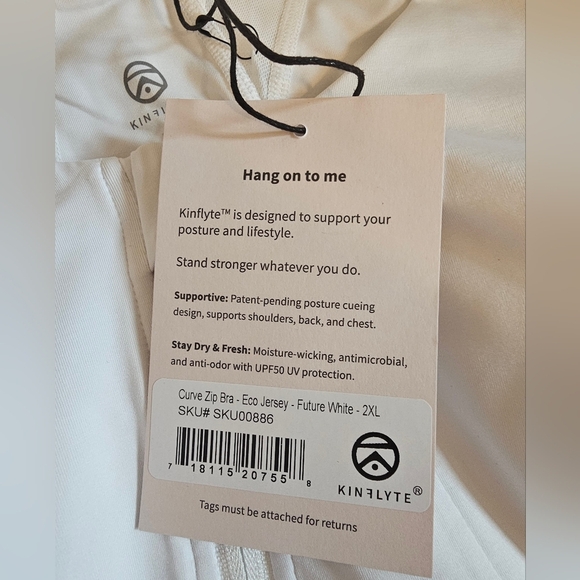 KINFL
Hang on to me
Kinflyte™ is designed to support your
posture and lifestyle.
Stand stronger whatever you do.
Supportive: Patent-pending posture cueing
design, supports shoulders, back, and chest.
Stay Dry & Fresh: Moisture-wicking, antimicrobial,
and anti-odor with UPF50 UV protection.
Curve Zip Bra - Eco Jersey - Future White - 2XL
SKU# SKU00886
7 18115 20755 8
KINFLYTE®
Tags must be attached for returns